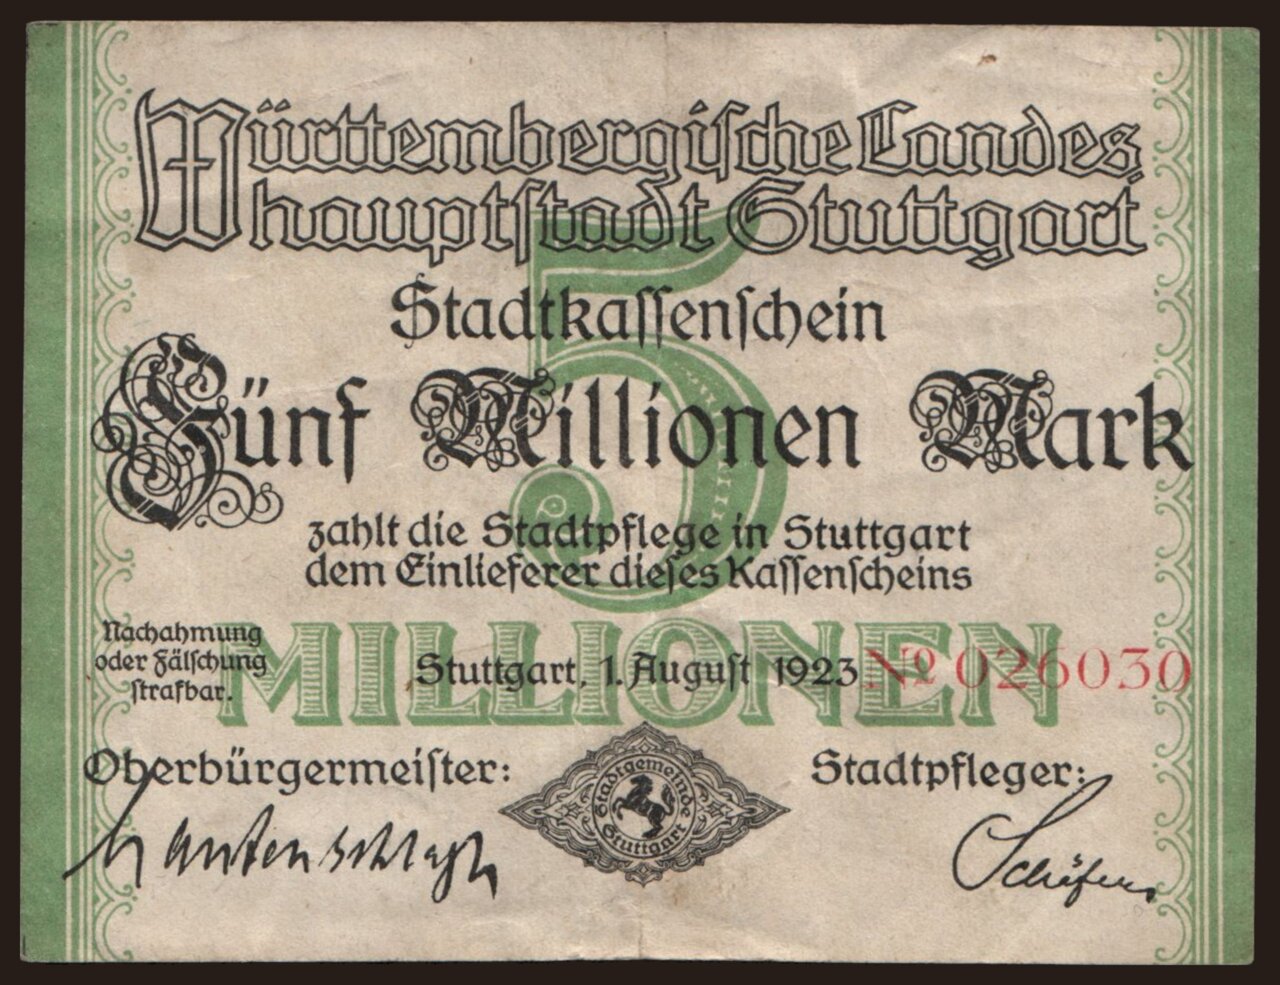 Württembergische Landes-
hauptstadt Stuttgart
Stadtkassenschein
Fünf Millionen Mark
5
zahlt die Stadtpflege in Stuttgart
dem Einlieferer dieses Kassenscheins
MILLIONEN
Nachahmung
oder Fälschung
strafbar.
Stuttgart, 1. August 1923 № 026030
Oberbürgermeister:
Stadtpfleger:
Stadtgemeinde
Stuttgart
Lautenschlager